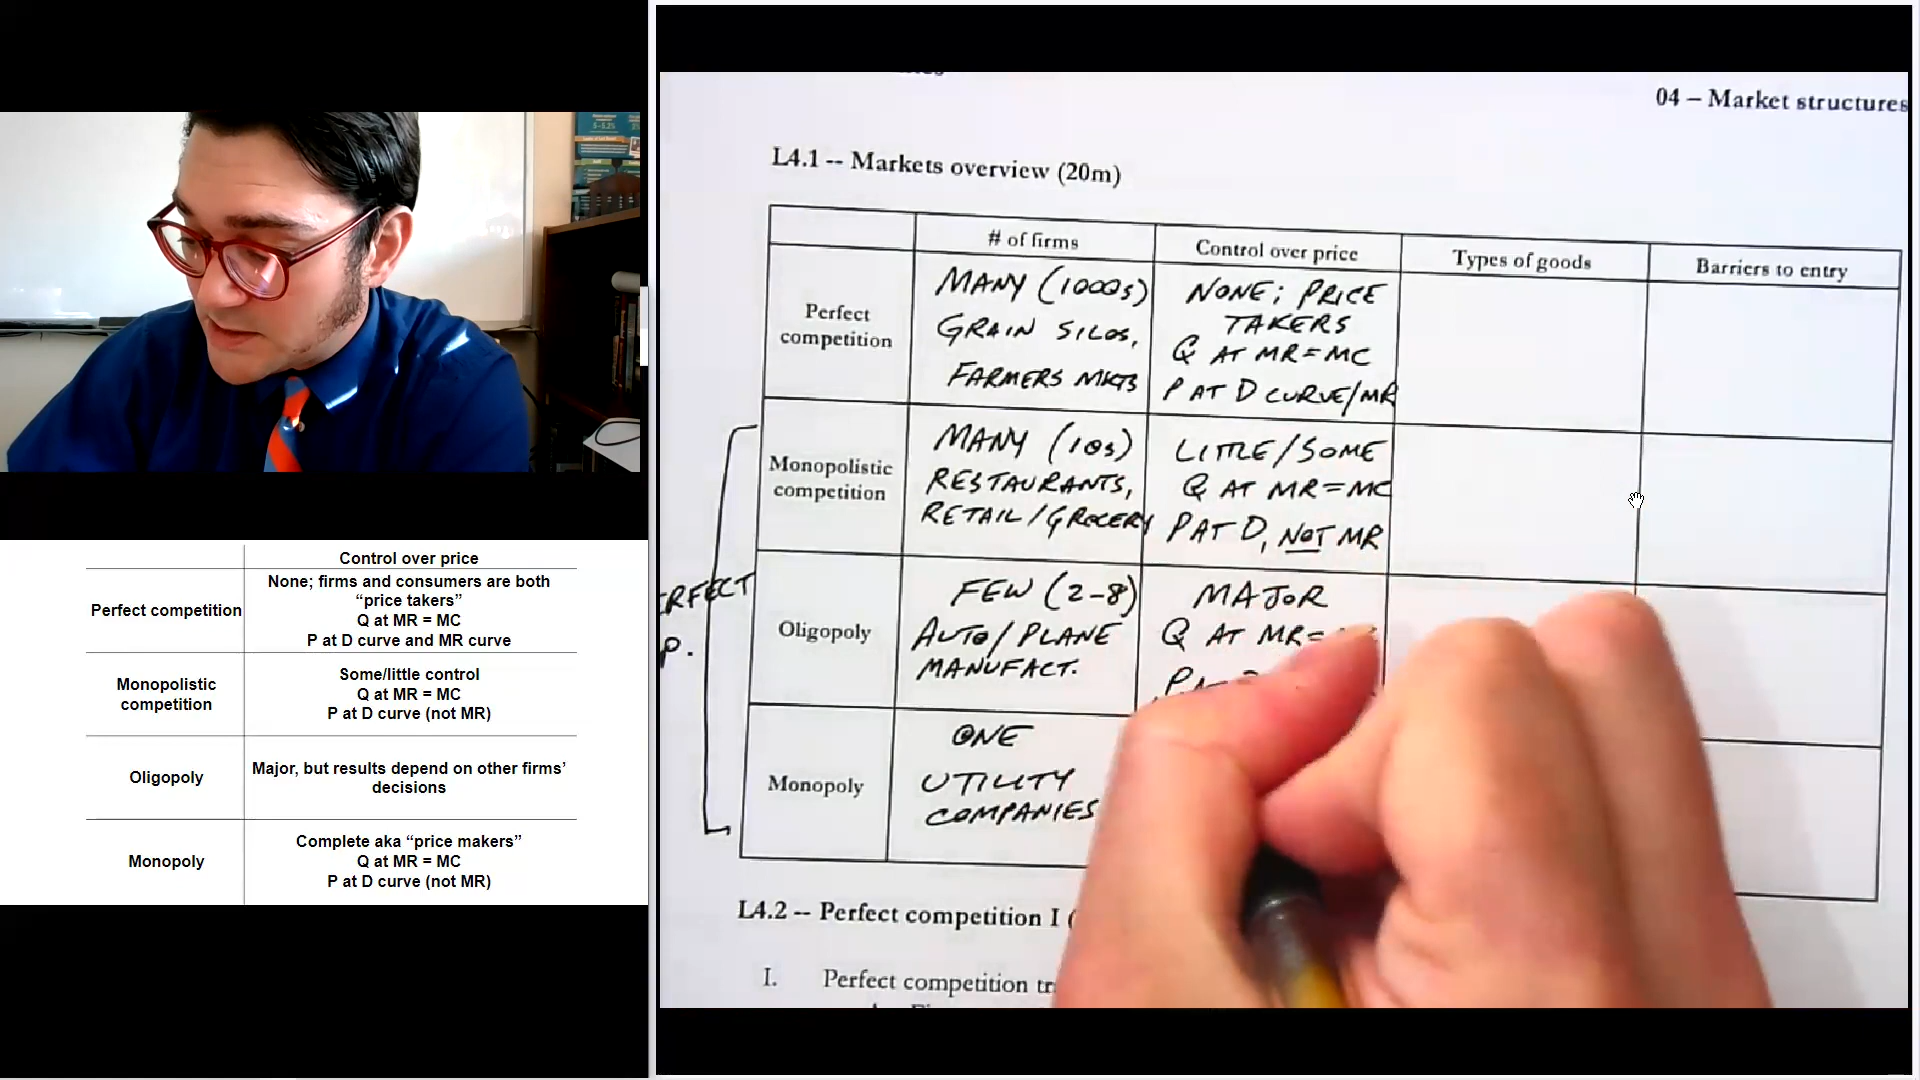 Control over price
Perfect competition
None; firms and consumers are both
“price takers”
Q at MR = MC
P at D curve and MR curve
Monopolistic
competition
Some/little control
Q at MR = MC
P at D curve (not MR)
Oligopoly
Major, but results depend on other firms’
decisions
Monopoly
Complete aka “price makers”
Q at MR = MC
P at D curve (not MR)
04 – Market structures
L4.1 -- Markets overview (20m)
# of firms
Control over price
Types of goods
Barriers to entry
Perfect
competition
MANY (1000s)
GRAIN SILOS,
FARMERS MKTS
NONE; PRICE
TAKERS
Q AT MR=MC
P AT D CURVE/MR
Monopolistic
competition
MANY (10s)
RESTAURANTS,
RETAIL/GROCERY
LITTLE/SOME
Q AT MR=MC
P AT D, NOT MR
Oligopoly
FEW (2-8)
AUTO/PLANE
MANUFACT.
MAJOR
Q AT MR=
P
Monopoly
ONE
UTILITY
COMPANIES
RFECT
P.
L4.2 -- Perfect competition I (
I. Perfect competition tr